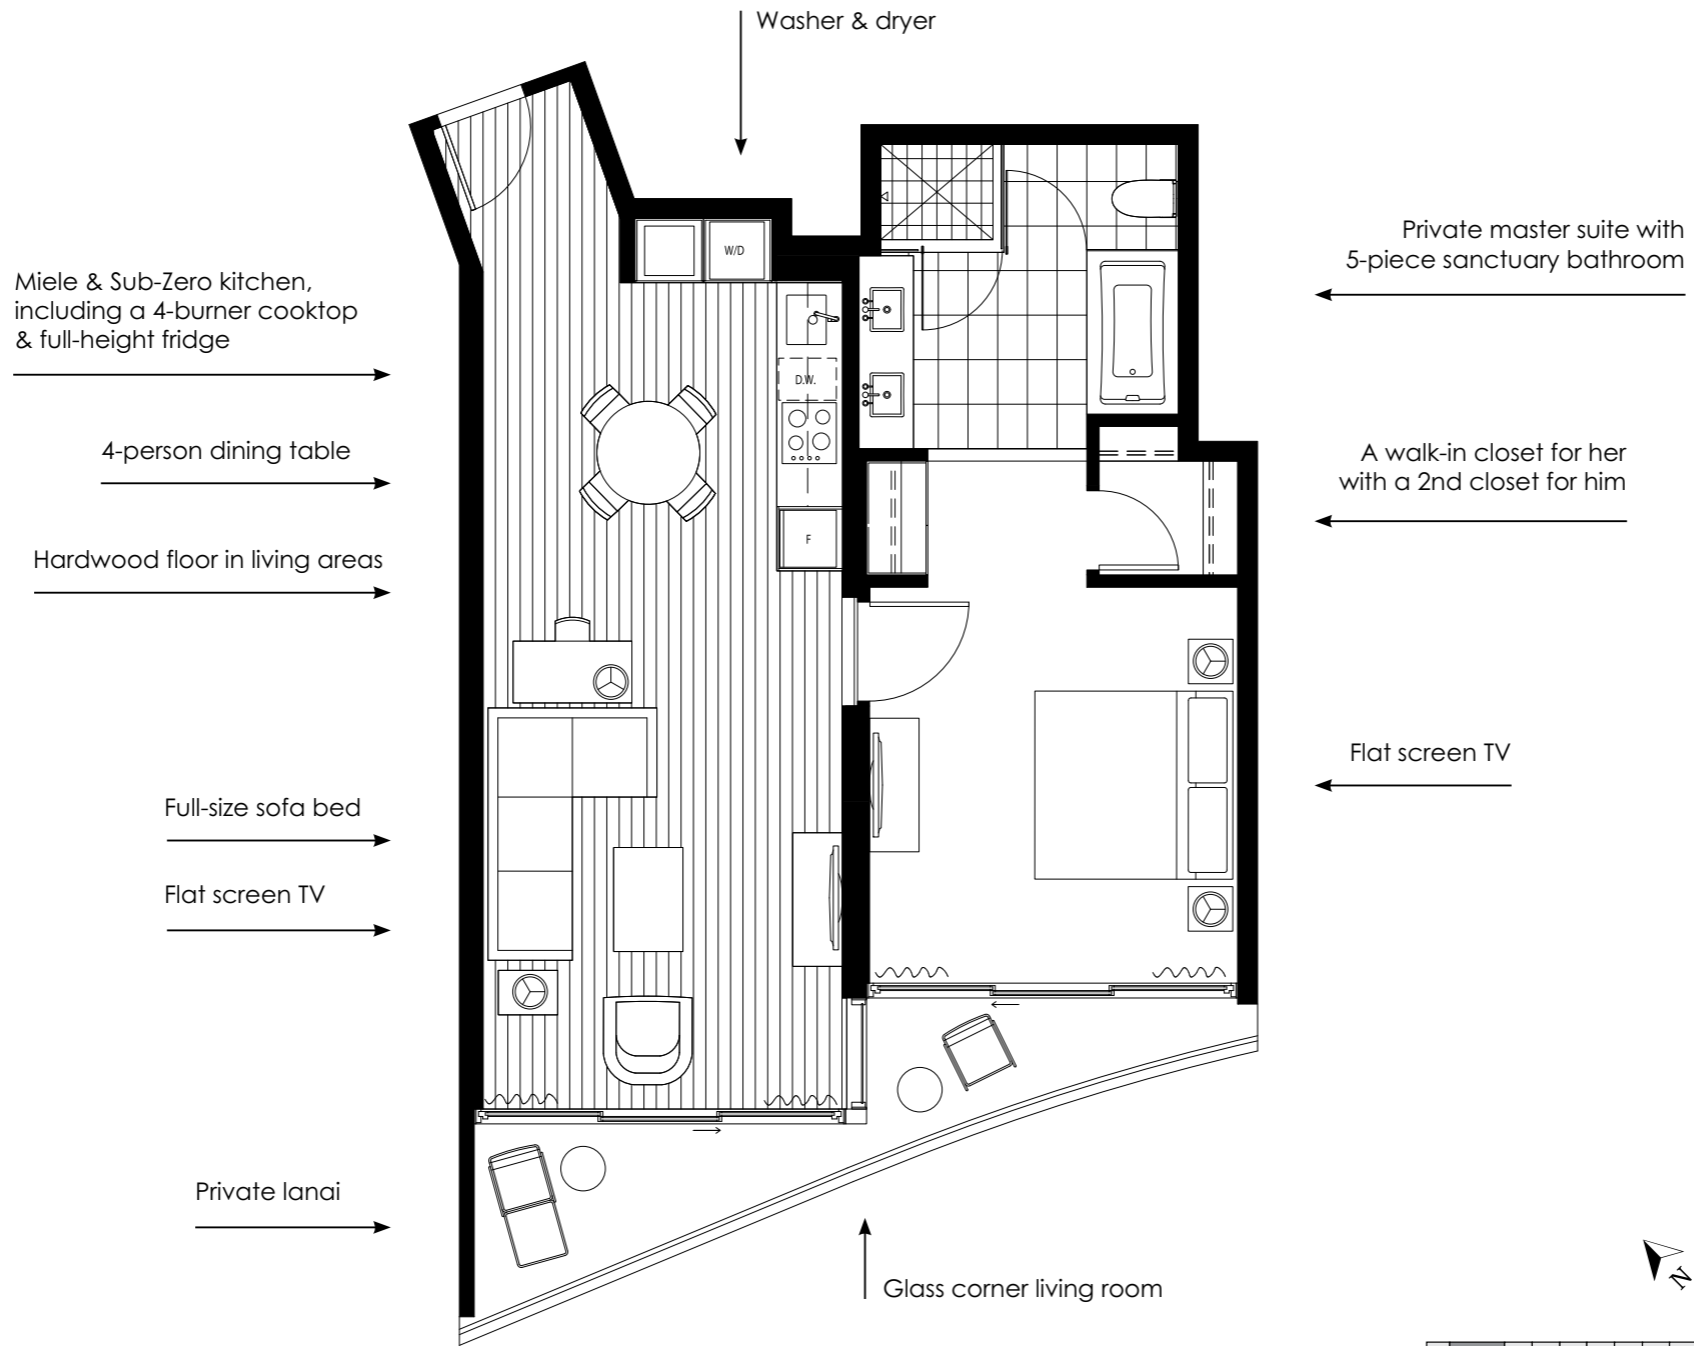 Washer & dryer
W/D
Private master suite with
5-piece sanctuary bathroom
Miele & Sub-Zero kitchen,
including a 4-burner cooktop
& full-height fridge
D.W.
4-person dining table
A walk-in closet for her
with a 2nd closet for him
F
Hardwood floor in living areas
Flat screen TV
Full-size sofa bed
Flat screen TV
Private lanai
Glass corner living room
N